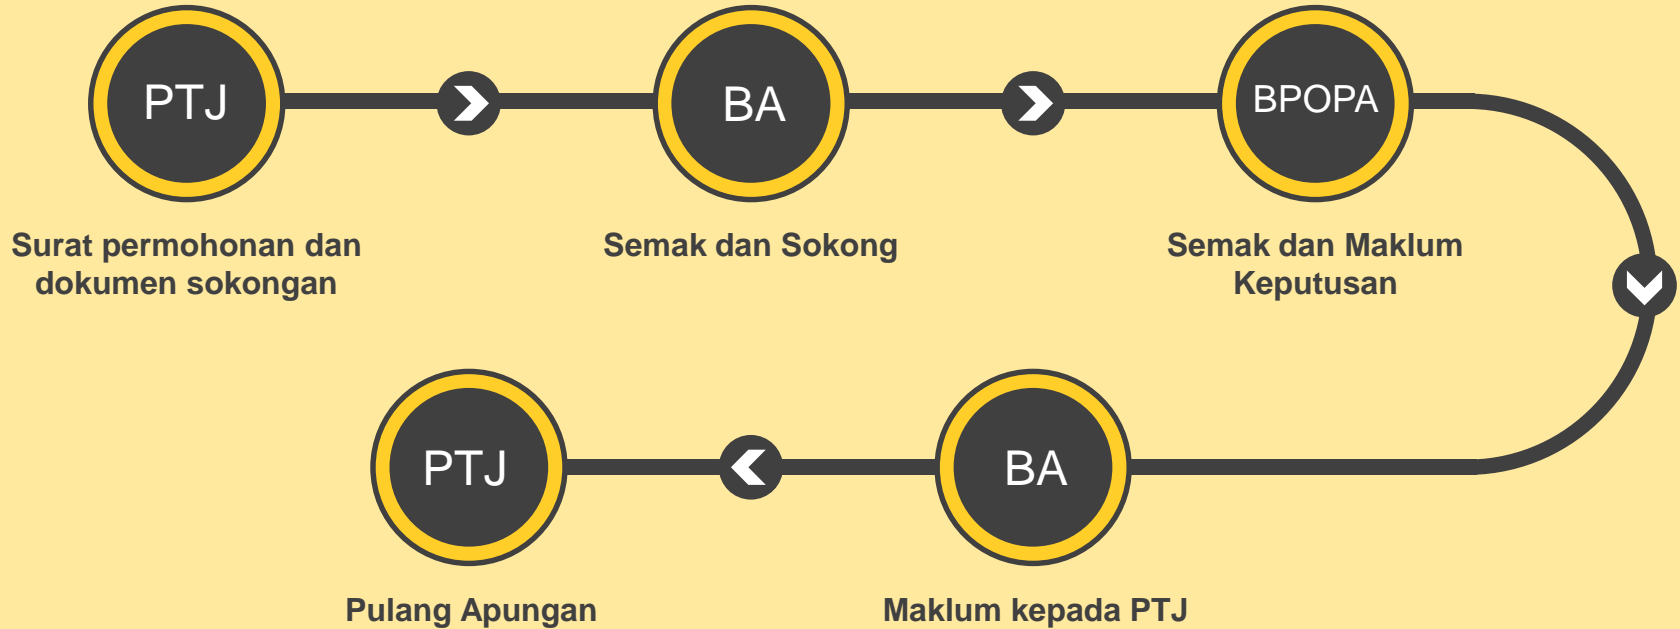 PTJ
BA
BPOPA
Surat permohonan dan
dokumen sokongan
Semak dan Sokong
Semak dan Maklum
Keputusan
PTJ
BA
Pulang Apungan
Maklum kepada PTJ